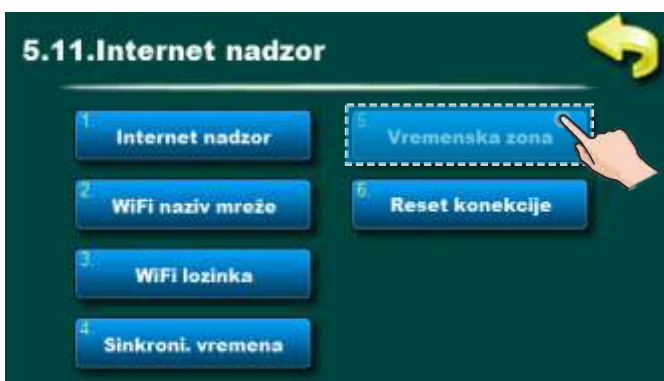 5.11.Internet nadzor
1. Internet nadzor
2. WiFi naziv mreže
3. WiFi lozinka
4. Sinkroni. vremena
5. Vremenska zona
6. Reset konekcije